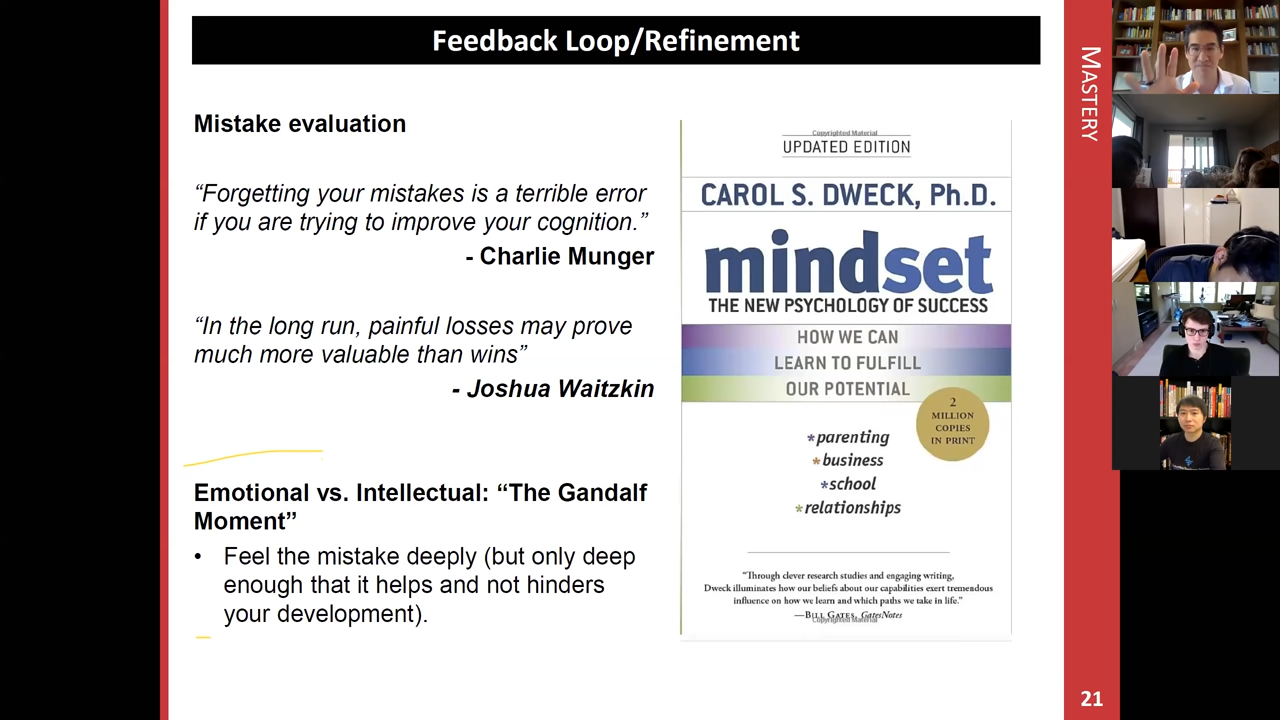 Feedback Loop/Refinement
Mistake evaluation
“Forgetting your mistakes is a terrible error
if you are trying to improve your cognition.”
- Charlie Munger
“In the long run, painful losses may prove
much more valuable than wins”
- Joshua Waitzkin
Emotional vs. Intellectual: “The Gandalf
Moment”
• Feel the mistake deeply (but only deep
enough that it helps and not hinders
your development).
Copyrighted Material
UPDATED EDITION
CAROL S. DWECK, Ph.D.
mindset
THE NEW PSYCHOLOGY OF SUCCESS
HOW WE CAN
LEARN TO FULFILL
OUR POTENTIAL
2
MILLION
COPIES
IN PRINT
*parenting
*business
*school
*relationships
“Through clever research studies and engaging writing,
Dweck illuminates how our beliefs about our capabilities exert tremendous
influence on how we learn and which paths we take in life.”
—BILL GATES, GatesNotes
Copyrighted Material
MASTERY
21